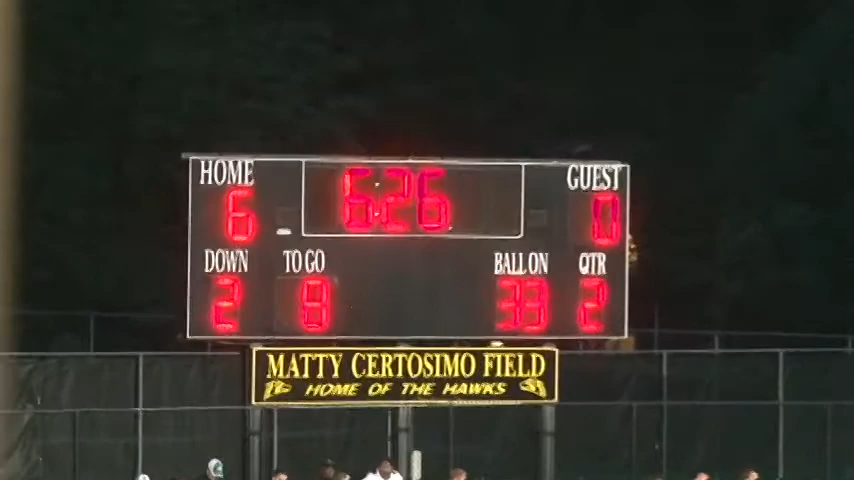 HOME GUEST
6:26
6 0
DOWN TO GO BALL ON QTR
2 8 33 2
MATTY CERTOSIMO FIELD
HOME OF THE HAWKS